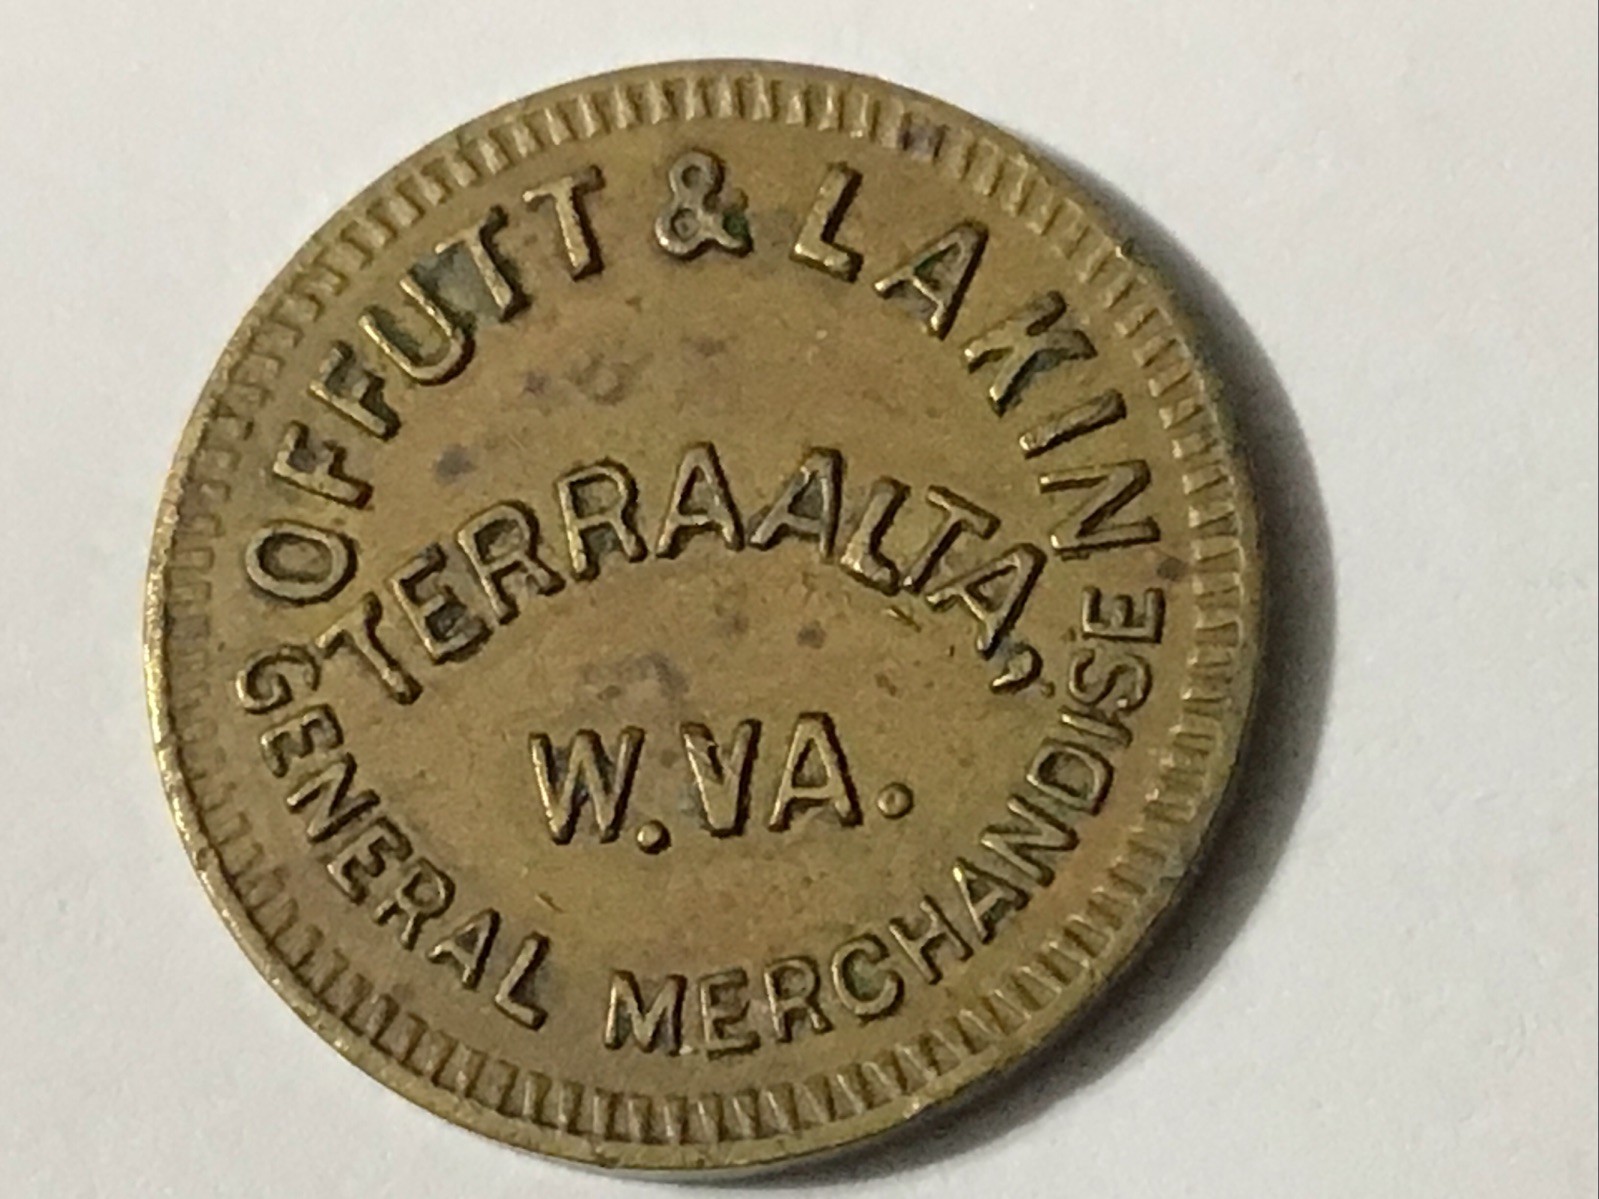 OFFUTT & LAKIN
TERRA ALTA,
W.VA.
GENERAL MERCHANDISE